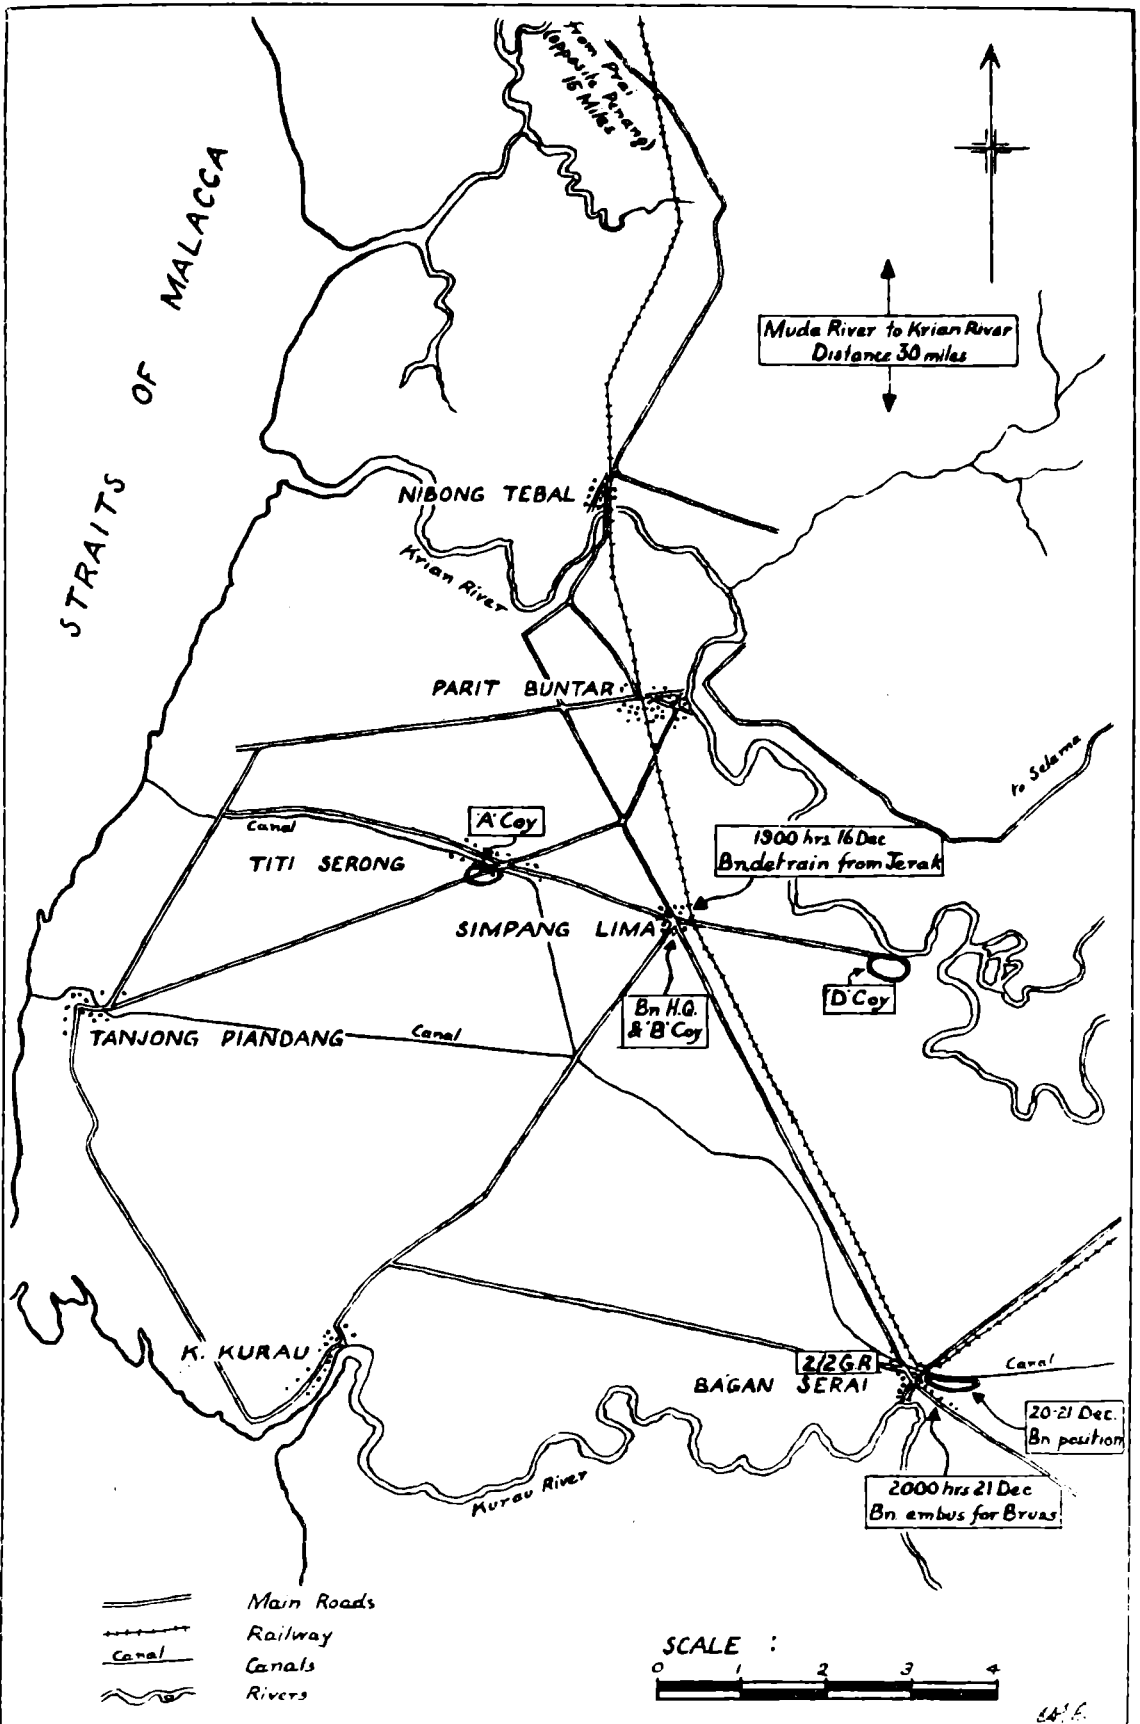 from Prai
(opposite Penang)
15 Miles
STRAITS OF MALACCA
Muda River to Krian River
Distance 30 miles
NIBONG TEBAL
Krian River
PARIT BUNTAR
to Selama
Canal
'A' Coy
1900 hrs 16 Dec
Bn detrain from Jerak
TITI SERONG
SIMPANG LIMA
'D' Coy
Bn H.Q.
& 'B' Coy
TANJONG PIANDANG
Canal
K. KURAU
2/2 G.R
BAGAN SERAI
Canal
20-21 Dec.
Bn position
2000 hrs 21 Dec
Bn embus for Bruas
Kurau River
Main Roads
Railway
Canal
Canals
Rivers
SCALE :
0 1 2 3 4